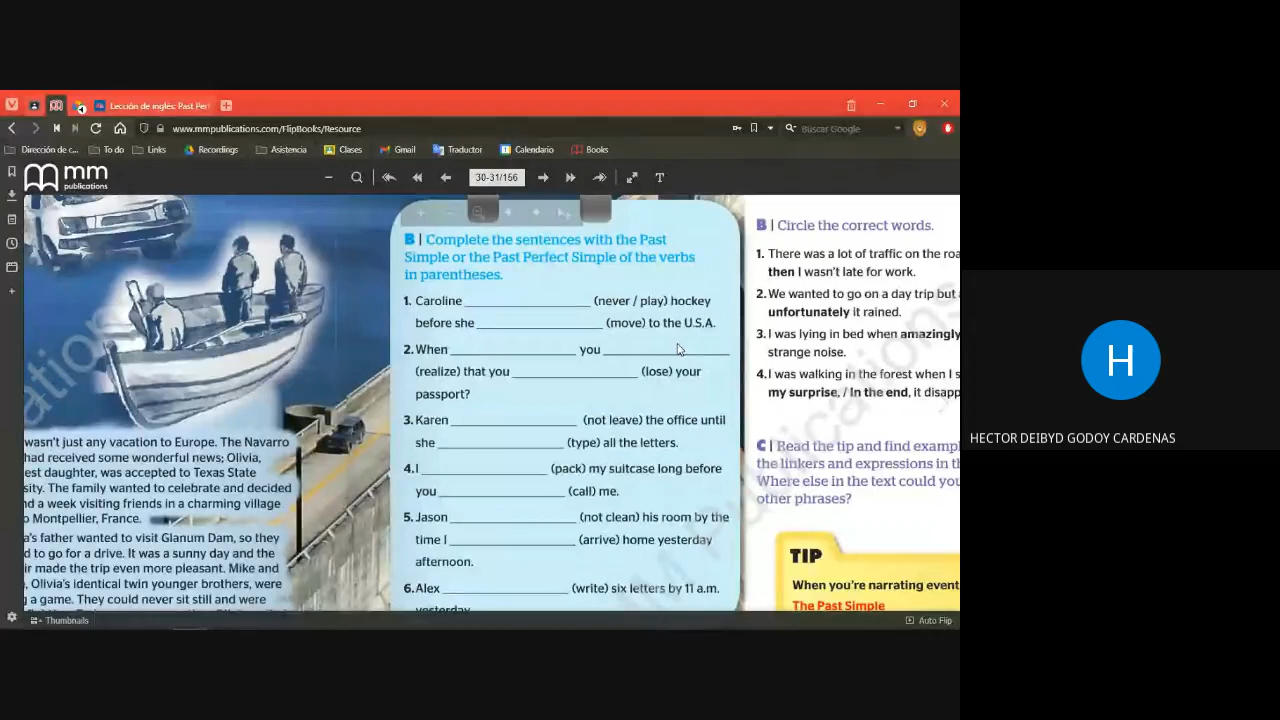 Lección de inglés: Past Per
www.mmpublications.com/FlipBooks/Resource
Buscar Google
Dirección de c... To do Links Recordings Asistencia Clases Gmail Traductor Calendario Books
mm
publications
30-31/156
B | Complete the sentences with the Past
Simple or the Past Perfect Simple of the verbs
in parentheses.
1. Caroline ____________ (never / play) hockey
before she ____________ (move) to the U.S.A.
2. When ____________ you ____________
(realize) that you ____________ (lose) your
passport?
3. Karen ____________ (not leave) the office until
she ____________ (type) all the letters.
4. I ____________ (pack) my suitcase long before
you ____________ (call) me.
5. Jason ____________ (not clean) his room by the
time I ____________ (arrive) home yesterday
afternoon.
6. Alex ____________ (write) six letters by 11 a.m.
yesterday
wasn't just any vacation to Europe. The Navarro
had received some wonderful news; Olivia,
est daughter, was accepted to Texas State
sity. The family wanted to celebrate and decided
nd a week visiting friends in a charming village
o Montpellier, France.
a's father wanted to visit Glanum Dam, so they
d to go for a drive. It was a sunny day and the
ir made the trip even more pleasant. Mike and
, Olivia's identical twin younger brothers, were
g a game. They could never sit still and were
B | Circle the correct words.
1. There was a lot of traffic on the roa
then I wasn't late for work.
2. We wanted to go on a day trip but
unfortunately it rained.
3. I was lying in bed when amazingly
strange noise.
4. I was walking in the forest when I s
my surprise, / In the end, it disapp
C | Read the tip and find exampl
the linkers and expressions in th
Where else in the text could you
other phrases?
TIP
When you're narrating event
The Past Simple
Thumbnails
Auto Flip
H
HECTOR DEIBYD GODOY CARDENAS